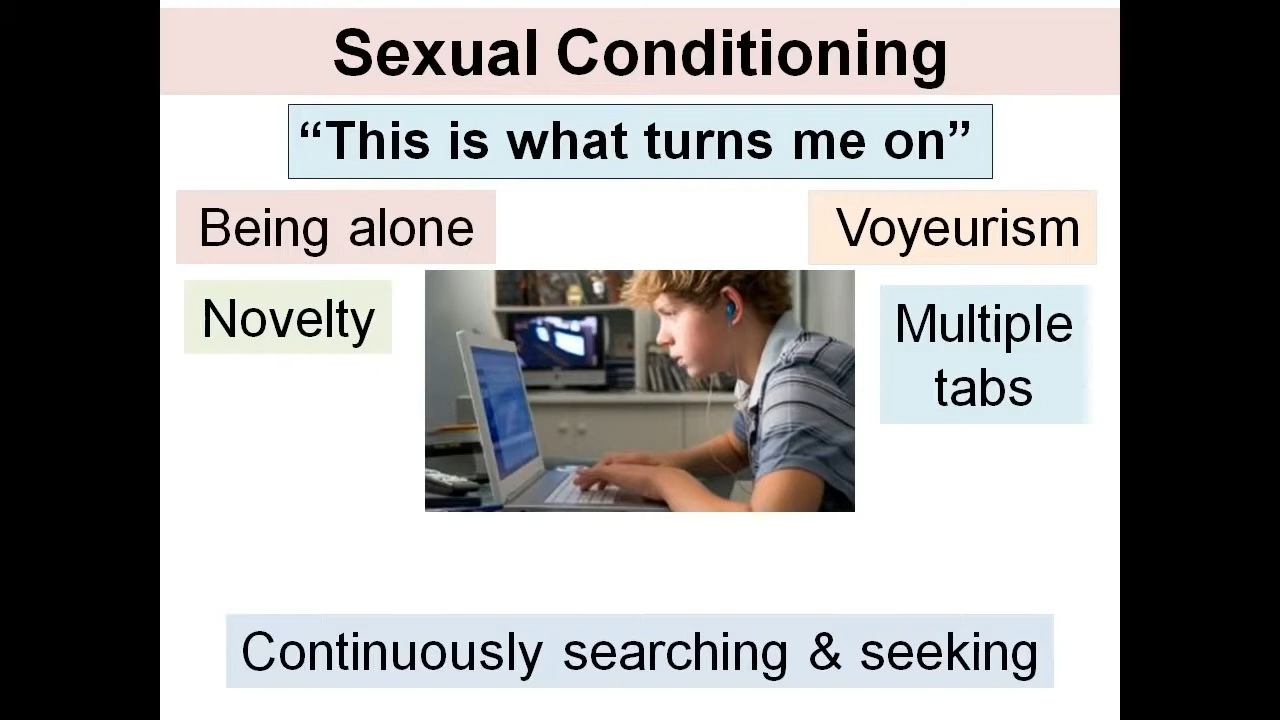 Sexual Conditioning
“This is what turns me on”
Being alone
Voyeurism
Novelty
Multiple
tabs
Continuously searching & seeking